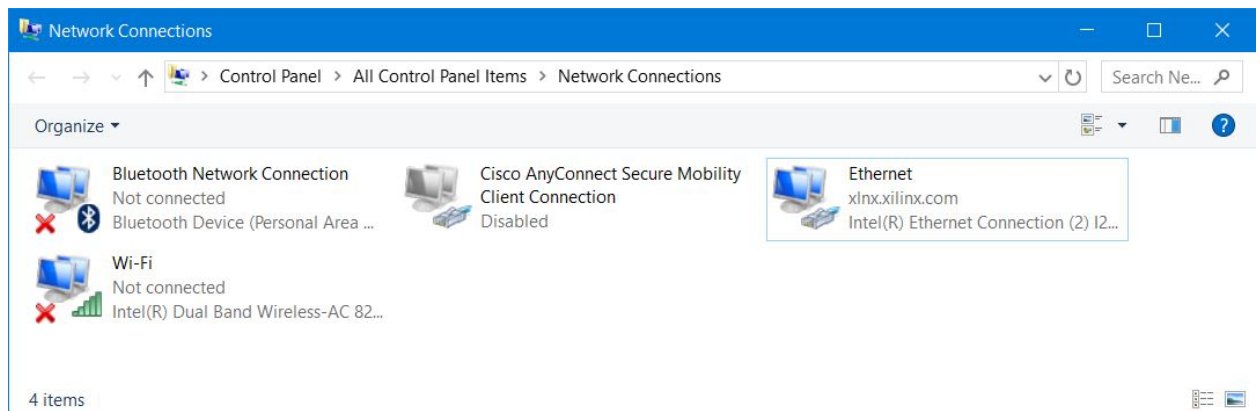 Network Connections
Control Panel > All Control Panel Items > Network Connections
Search Ne...
Organize
Bluetooth Network Connection
Not connected
Bluetooth Device (Personal Area ...
Cisco AnyConnect Secure Mobility
Client Connection
Disabled
Ethernet
xlnx.xilinx.com
Intel(R) Ethernet Connection (2) I2...
Wi-Fi
Not connected
Intel(R) Dual Band Wireless-AC 82...
4 items